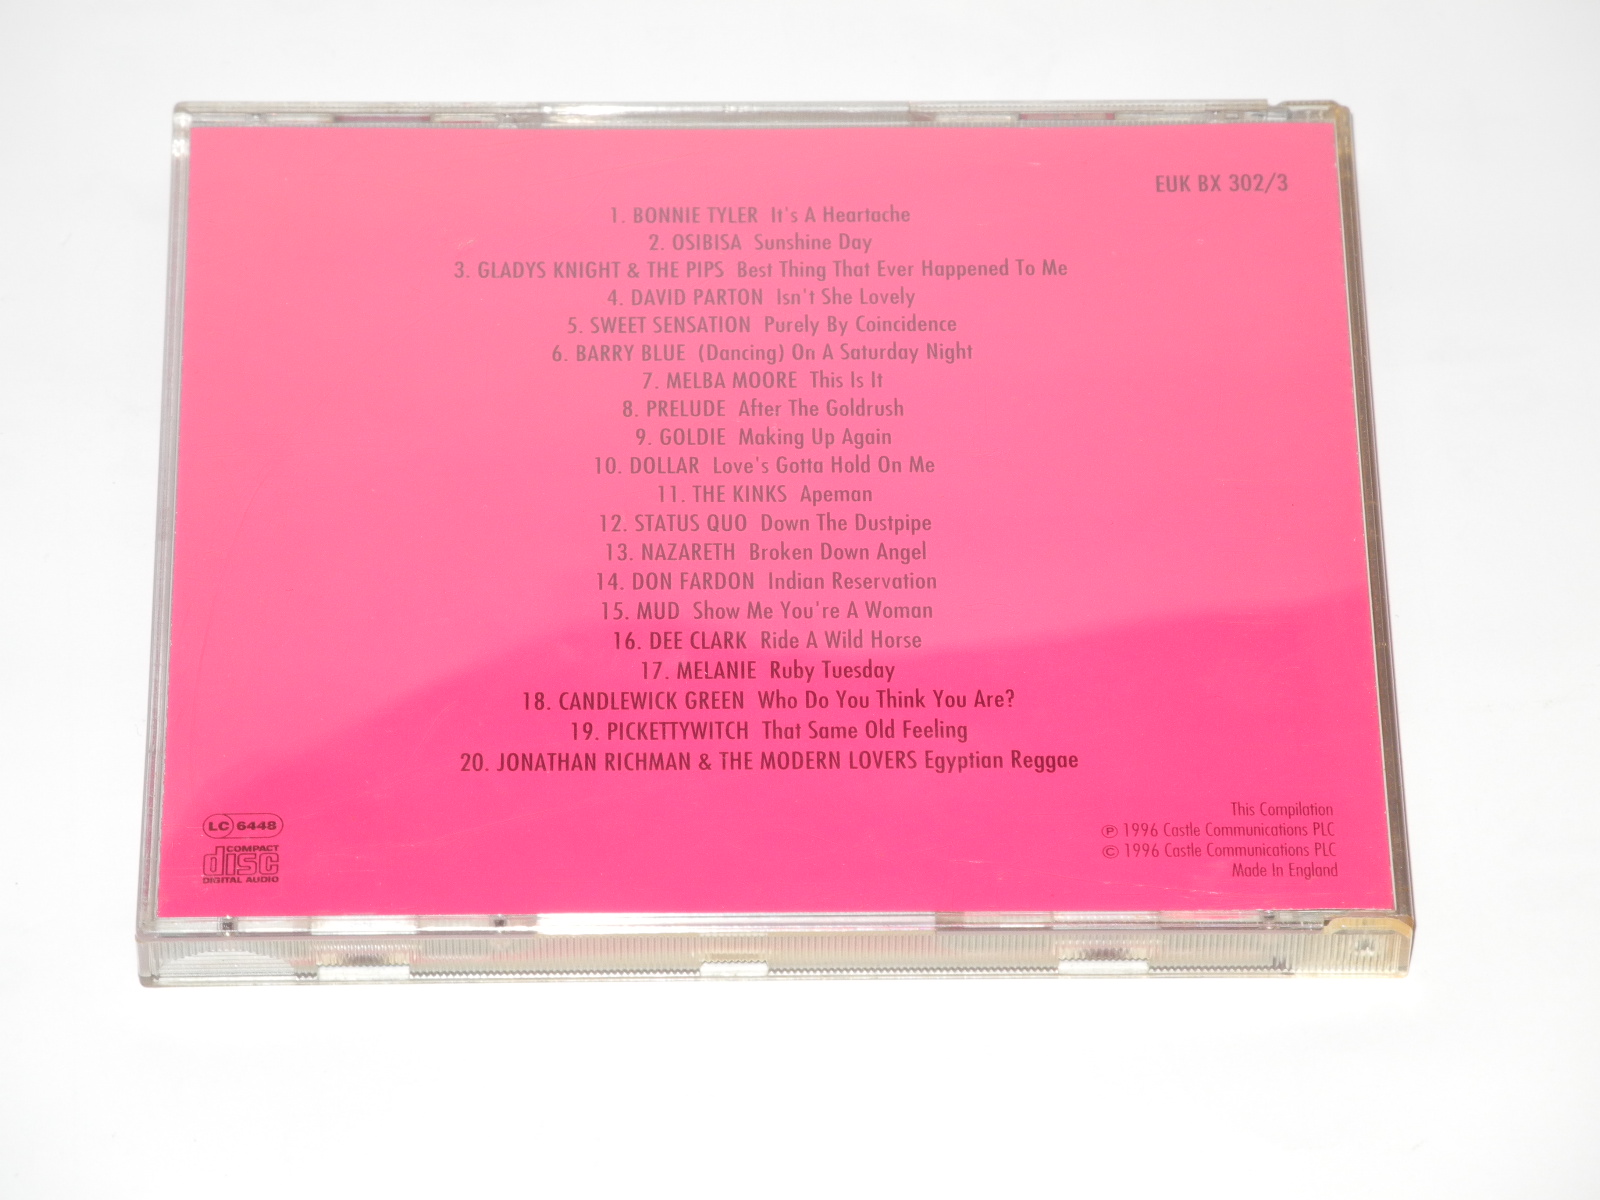 EUK BX 302/3
1. BONNIE TYLER It's A Heartache
2. OSIBISA Sunshine Day
3. GLADYS KNIGHT & THE PIPS Best Thing That Ever Happened To Me
4. DAVID PARTON Isn't She Lovely
5. SWEET SENSATION Purely By Coincidence
6. BARRY BLUE (Dancing) On A Saturday Night
7. MELBA MOORE This Is It
8. PRELUDE After The Goldrush
9. GOLDIE Making Up Again
10. DOLLAR Love's Gotta Hold On Me
11. THE KINKS Apeman
12. STATUS QUO Down The Dustpipe
13. NAZARETH Broken Down Angel
14. DON FARDON Indian Reservation
15. MUD Show Me You're A Woman
16. DEE CLARK Ride A Wild Horse
17. MELANIE Ruby Tuesday
18. CANDLEWICK GREEN Who Do You Think You Are?
19. PICKETTYWITCH That Same Old Feeling
20. JONATHAN RICHMAN & THE MODERN LOVERS Egyptian Reggae
LC 6448
COMPACT
disc
DIGITAL AUDIO
This Compilation
℗ 1996 Castle Communications PLC
© 1996 Castle Communications PLC
Made In England